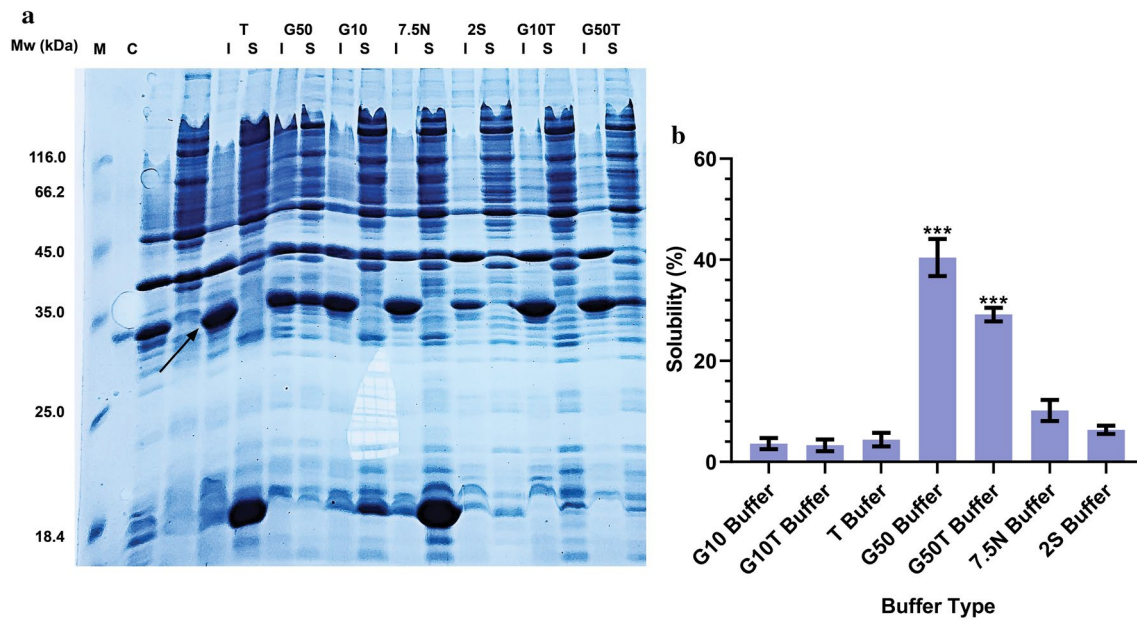 a
T G50 G10 7.5N 2S G10T G50T
Mw (kDa) M C I S I S I S I S I S I S I S
116.0
66.2
45.0
35.0
25.0
18.4
b
60
40
20
0
Solubility (%)
***
***
G10 Buffer
G10T Buffer
T Bufer
G50 Buffer
G50T Buffer
7.5N Buffer
2S Buffer
Buffer Type